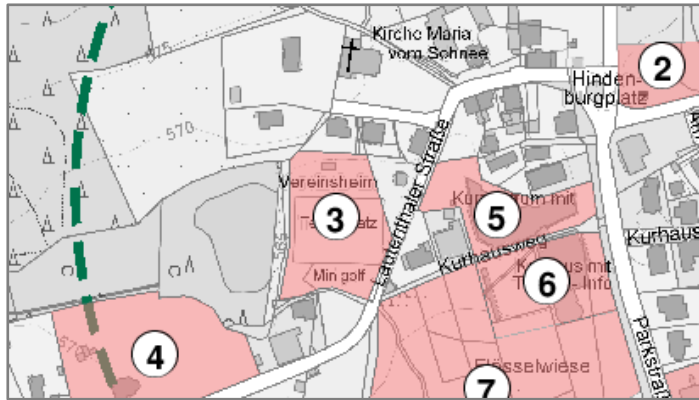 Kirche Maria
vom Schnee
575
570
565
Hinden-
burgplatz
2
Vereinsheim
3
Minigolf
Lautenthaler Straße
5
Kurhausweg
6
Kurhaus
4
Flösselwiese
7